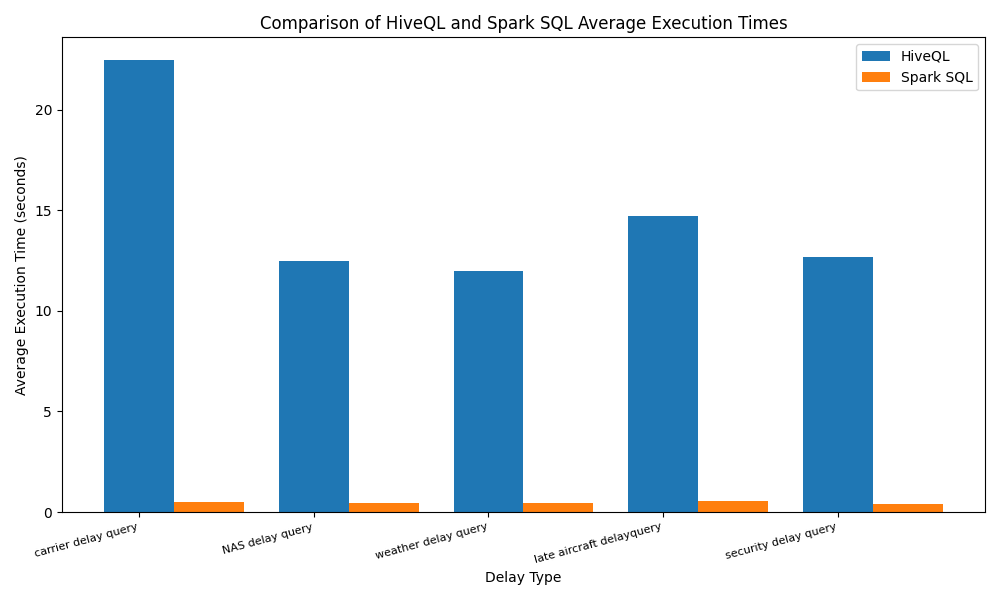 Comparison of HiveQL and Spark SQL Average Execution Times
HiveQL
Spark SQL
Average Execution Time (seconds)
20
15
10
5
0
carrier delay query
NAS delay query
weather delay query
late aircraft delayquery
security delay query
Delay Type